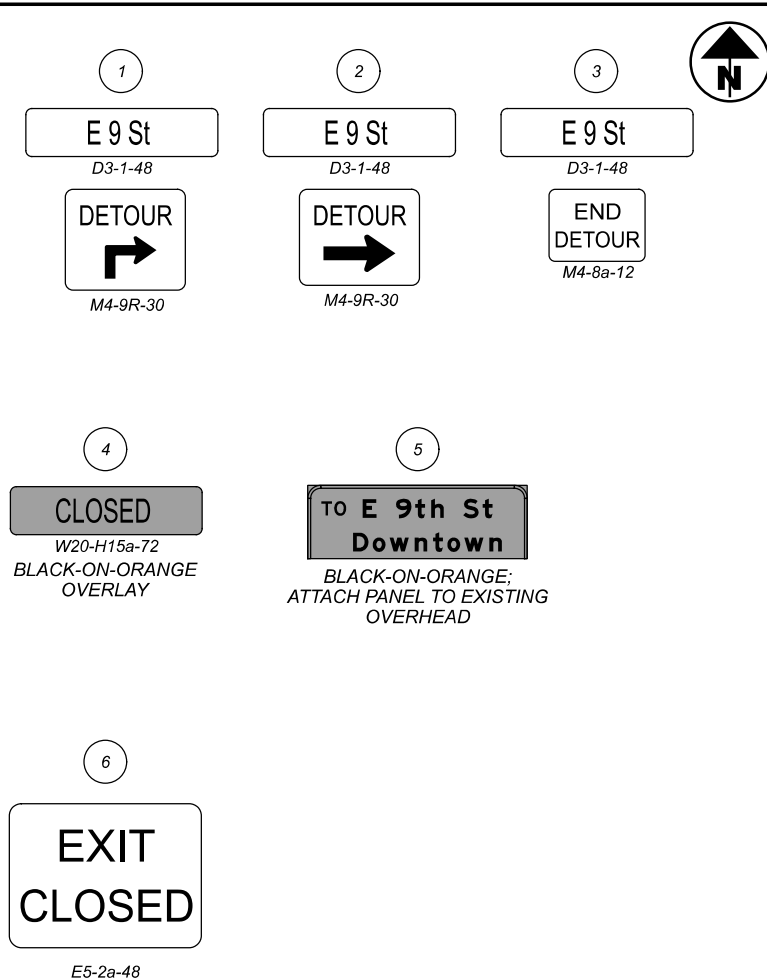 N
1
E 9 St
D3-1-48
DETOUR
M4-9R-30
2
E 9 St
D3-1-48
DETOUR
M4-9R-30
3
E 9 St
D3-1-48
END
DETOUR
M4-8a-12
4
CLOSED
W20-H15a-72
BLACK-ON-ORANGE
OVERLAY
5
TO E 9th St
Downtown
BLACK-ON-ORANGE;
ATTACH PANEL TO EXISTING
OVERHEAD
6
EXIT
CLOSED
E5-2a-48